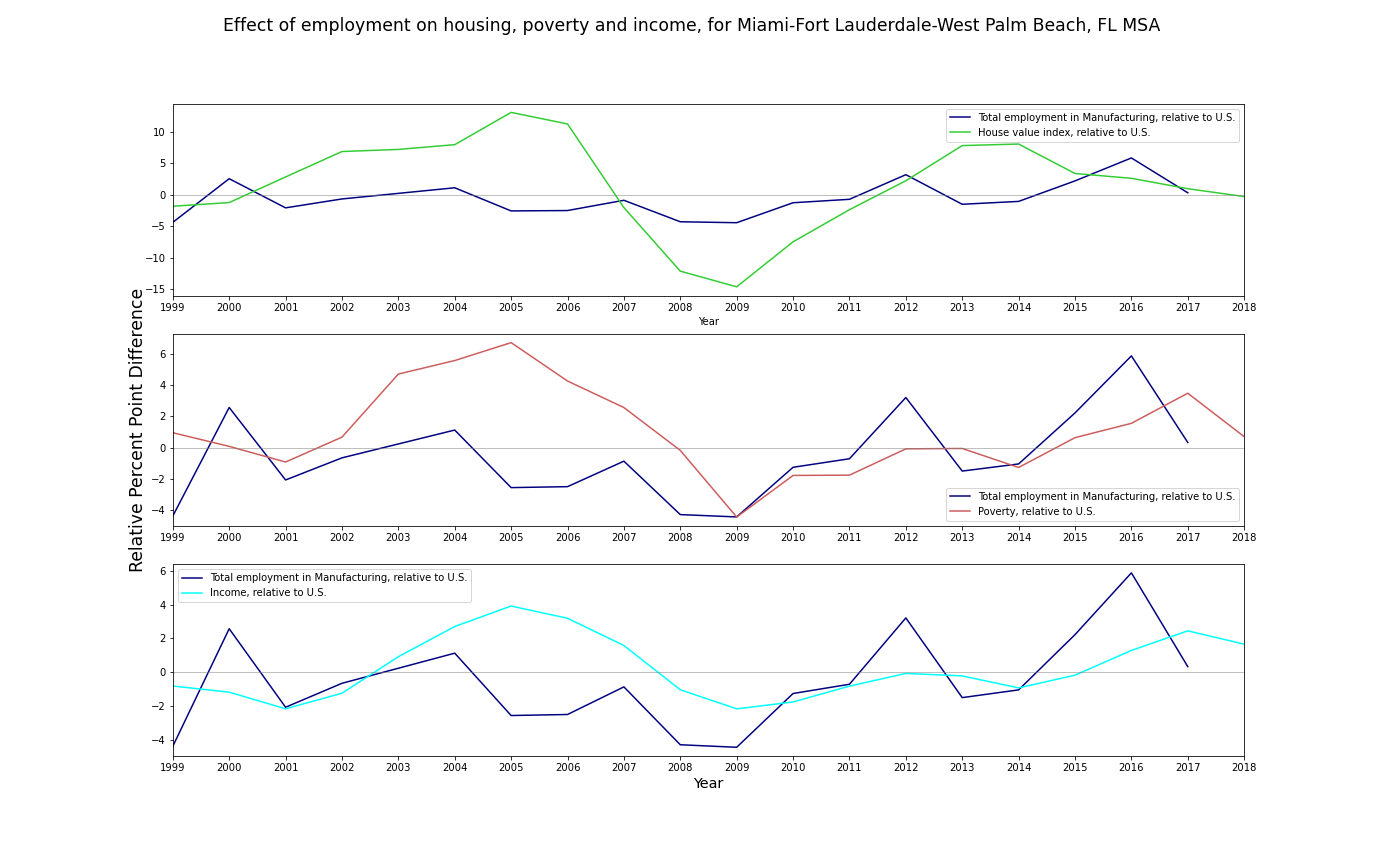 Effect of employment on housing, poverty and income, for Miami-Fort Lauderdale-West Palm Beach, FL MSA
Relative Percent Point Difference
Total employment in Manufacturing, relative to U.S.
House value index, relative to U.S.
10
5
0
−5
−10
−15
1999 2000 2001 2002 2003 2004 2005 2006 2007 2008 2009 2010 2011 2012 2013 2014 2015 2016 2017 2018
Year
6
4
2
0
−2
−4
Total employment in Manufacturing, relative to U.S.
Poverty, relative to U.S.
1999 2000 2001 2002 2003 2004 2005 2006 2007 2008 2009 2010 2011 2012 2013 2014 2015 2016 2017 2018
Total employment in Manufacturing, relative to U.S.
Income, relative to U.S.
6
4
2
0
−2
−4
1999 2000 2001 2002 2003 2004 2005 2006 2007 2008 2009 2010 2011 2012 2013 2014 2015 2016 2017 2018
Year